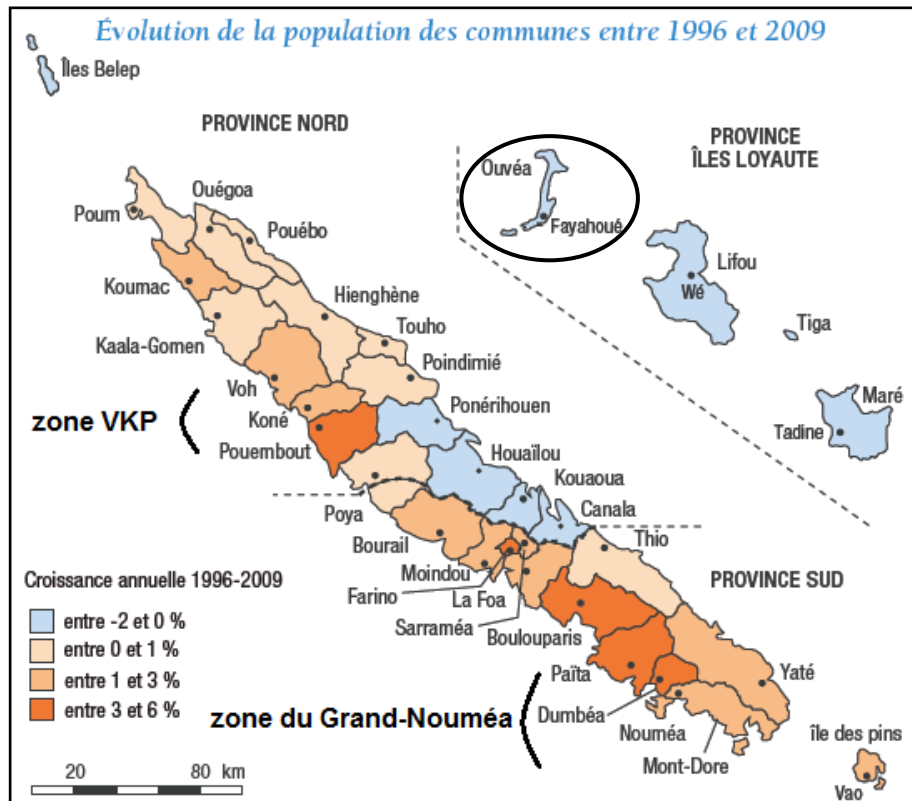 Évolution de la population des communes entre 1996 et 2009
Îles Belep
PROVINCE NORD
PROVINCE
ÎLES LOYAUTE
Ouvéa
Fayahoué
Ouégoa
Poum
Pouébo
Lifou
Wé
Koumac
Hienghène
Tiga
Touho
Kaala-Gomen
Poindimié
Voh
Maré
zone VKP
Ponérihouen
Koné
Tadine
Pouembout
Houaïlou
Kouaoua
Poya
Canala
Bourail
Thio
Croissance annuelle 1996-2009
Moindou
PROVINCE SUD
Farino
La Foa
entre -2 et 0 %
Sarraméa
Boulouparis
entre 0 et 1 %
Païta
Yaté
entre 1 et 3 %
entre 3 et 6 %
zone du Grand-Nouméa
Dumbéa
Nouméa
île des pins
Mont-Dore
20 80 km
Vao